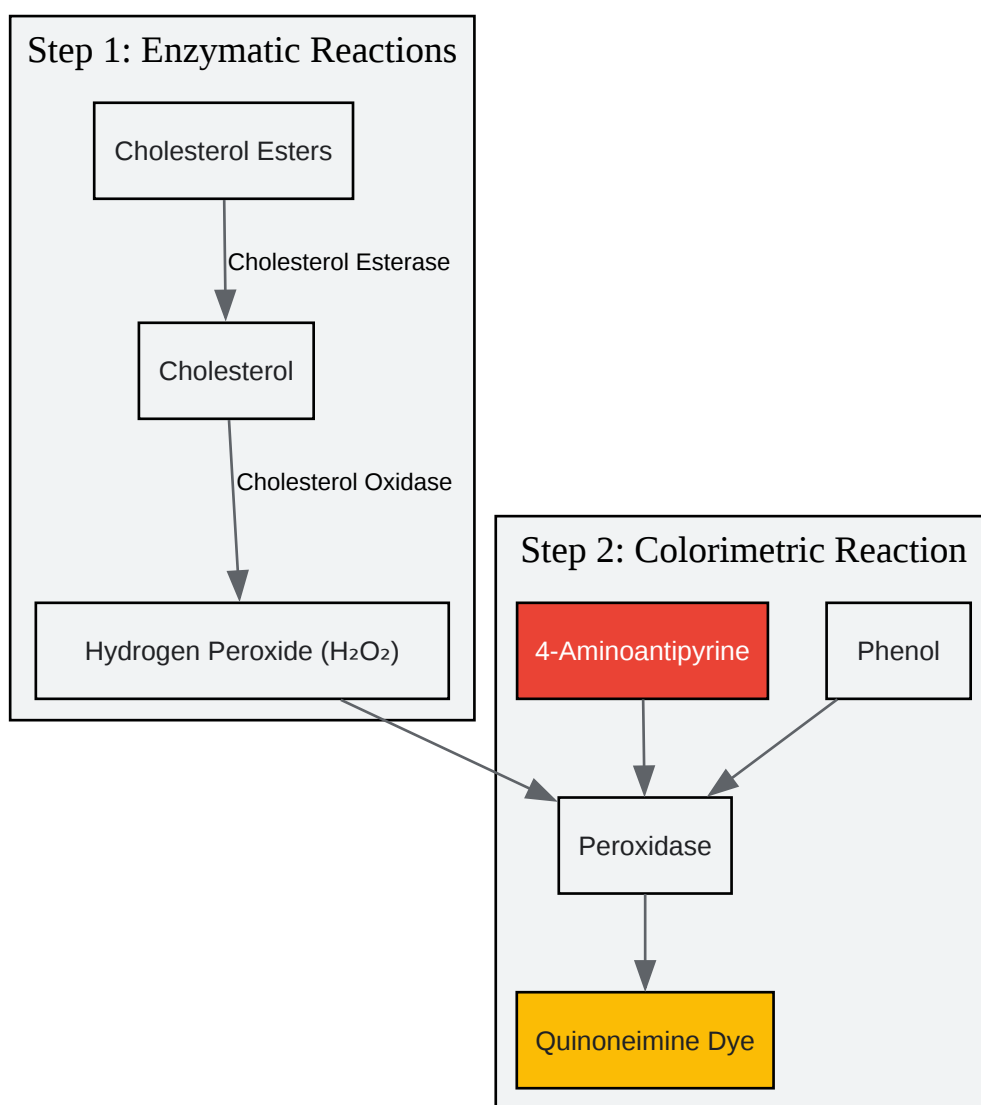 Step 1: Enzymatic Reactions
Cholesterol Esters
Cholesterol Esterase
Cholesterol
Cholesterol Oxidase
Hydrogen Peroxide (H₂O₂)
Step 2: Colorimetric Reaction
4-Aminoantipyrine
Phenol
Peroxidase
Quinoneimine Dye